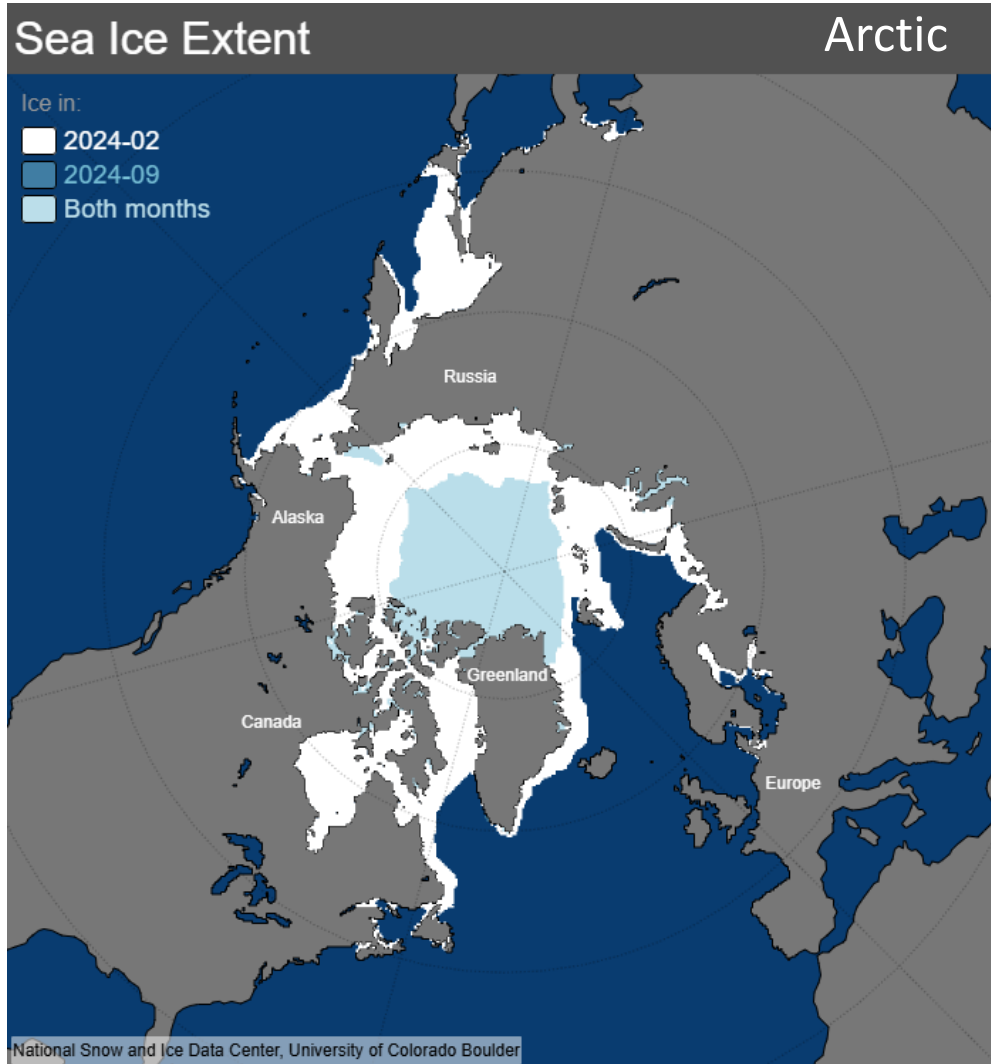 Sea Ice Extent
Arctic
Ice in:
2024-02
2024-09
Both months
Russia
Alaska
Greenland
Canada
Europe
National Snow and Ice Data Center, University of Colorado Boulder